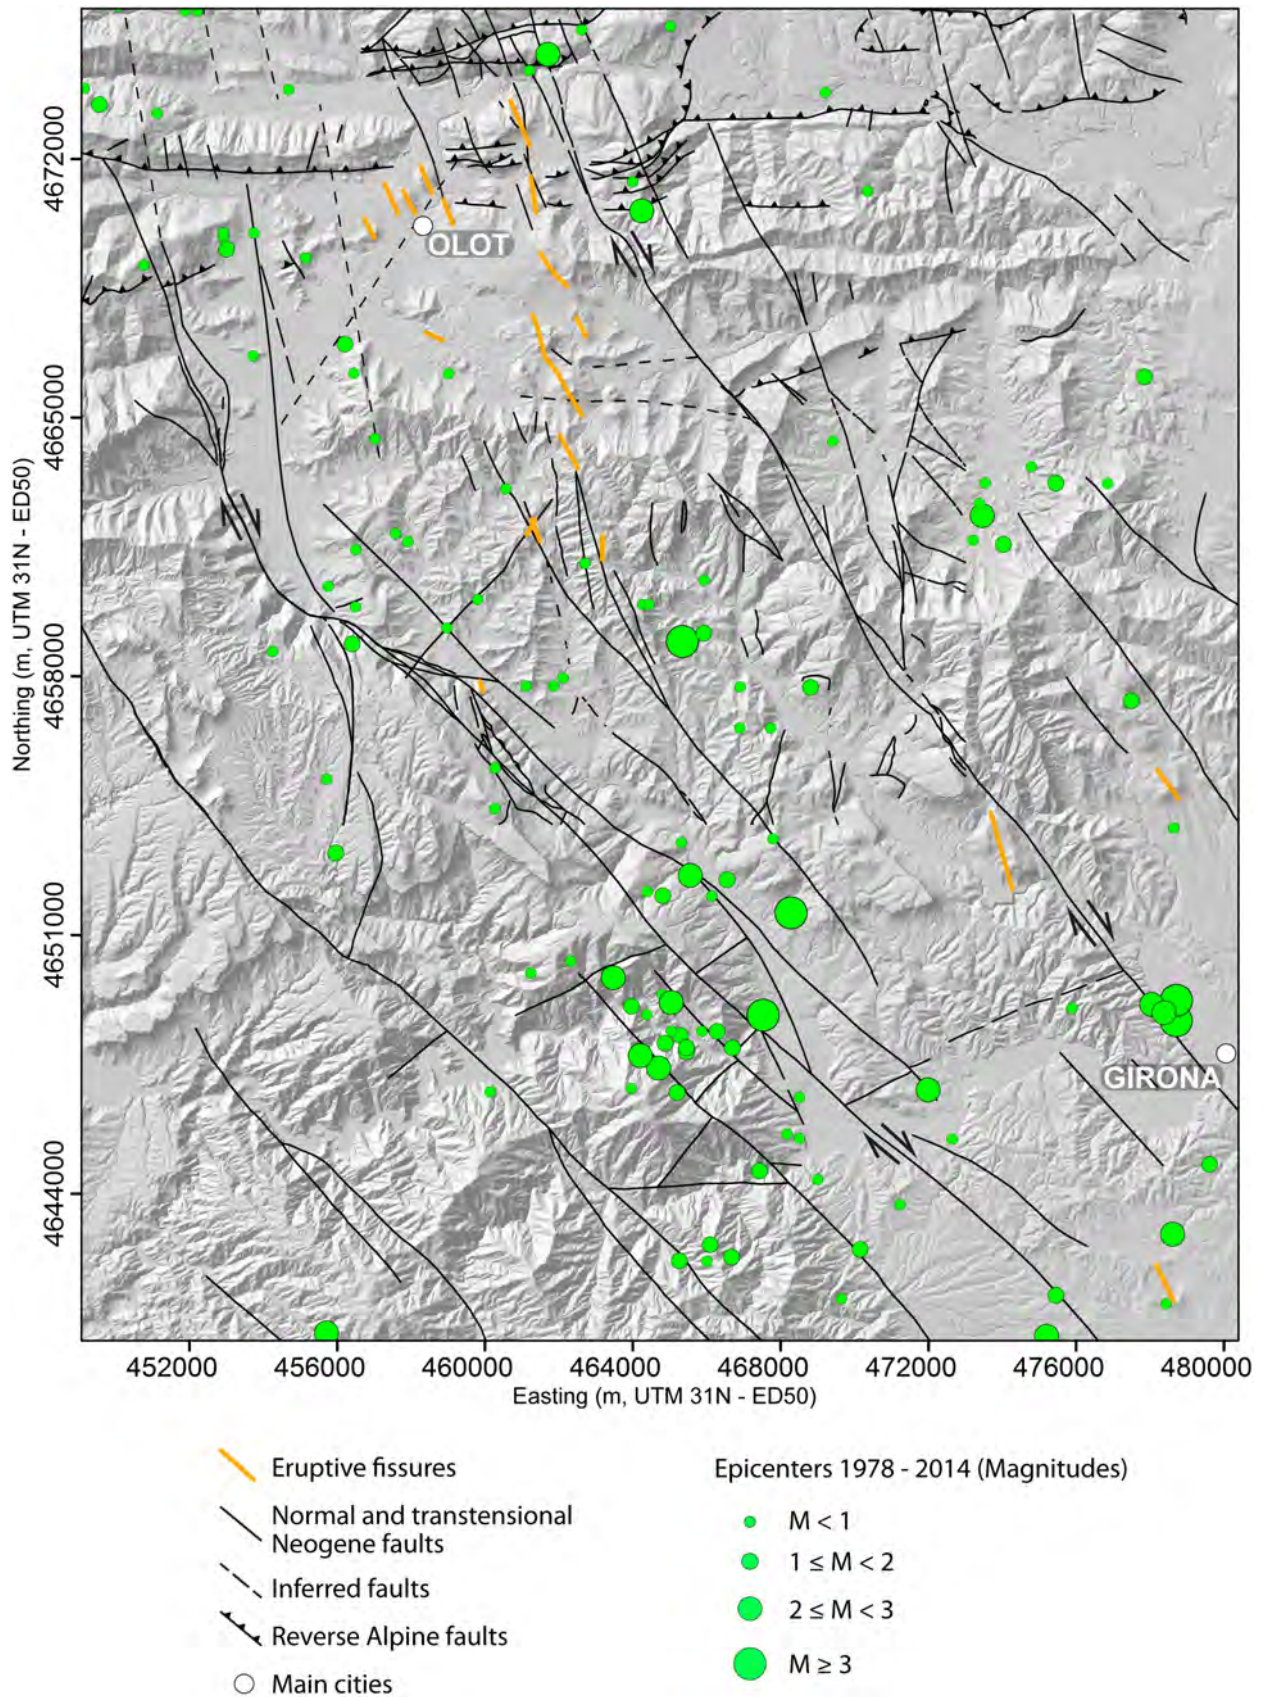 4672000
OLOT
4665000
Northing (m, UTM 31N - ED50)
4658000
4651000
GIRONA
4644000
452000 456000 460000 464000 468000 472000 476000 480000
Easting (m, UTM 31N - ED50)
Eruptive fissures
Normal and transtensional
Neogene faults
Inferred faults
Reverse Alpine faults
Main cities
Epicenters 1978 - 2014 (Magnitudes)
M < 1
1 ≤ M < 2
2 ≤ M < 3
M ≥ 3